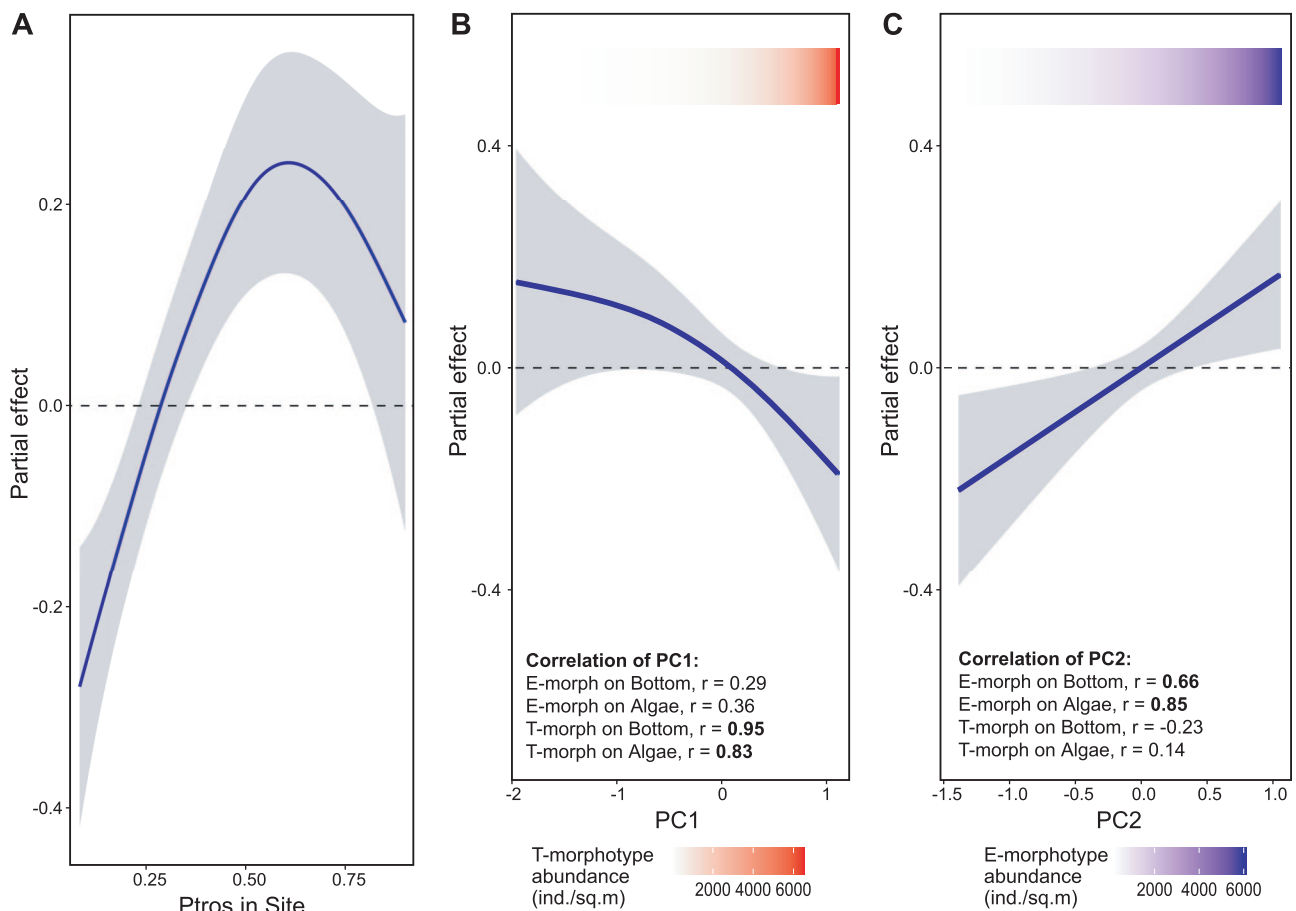 A
Partial effect
0.2
0.0
-0.2
-0.4
0.25 0.50 0.75
Ptros in Site
B
Partial effect
0.4
0.0
-0.4
Correlation of PC1:
E-morph on Bottom, r = 0.29
E-morph on Algae, r = 0.36
T-morph on Bottom, r = 0.95
T-morph on Algae, r = 0.83
-2 -1 0 1
PC1
T-morphotype
abundance
(ind./sq.m)
2000 4000 6000
C
Partial effect
0.4
0.0
-0.4
Correlation of PC2:
E-morph on Bottom, r = 0.66
E-morph on Algae, r = 0.85
T-morph on Bottom, r = -0.23
T-morph on Algae, r = 0.14
-1.5 -1.0 -0.5 0.0 0.5 1.0
PC2
E-morphotype
abundance
(ind./sq.m)
2000 4000 6000